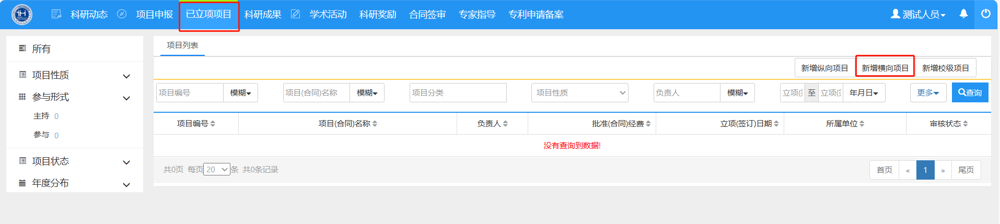 科研动态 项目申报 已立项项目 科研成果 学术活动 科研奖励 合同签审 专家指导 专利申请备案 测试人员
所有
项目性质
参与形式
主持 0
参与 0
项目状态
年度分布
项目列表
新增纵向项目 新增横向项目 新增校级项目
项目编号 模糊 项目(合同)名称 模糊 项目分类 项目性质 负责人 模糊 立项( 至 立项( 年月日 更多 查询
项目编号 项目(合同)名称 负责人 批准(合同)经费 立项(签订)日期 所属单位 审核状态
没有查询到数据!
共0页 每页 20 条 共0条记录 首页 « 1 » 尾页